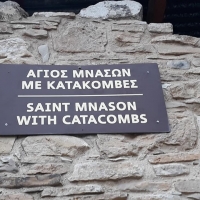 ΑΓΙΟΣ ΜΝΑΣΩΝ
ΜΕ ΚΑΤΑΚΟΜΒΕΣ
SAINT MNASON
WITH CATACOMBS